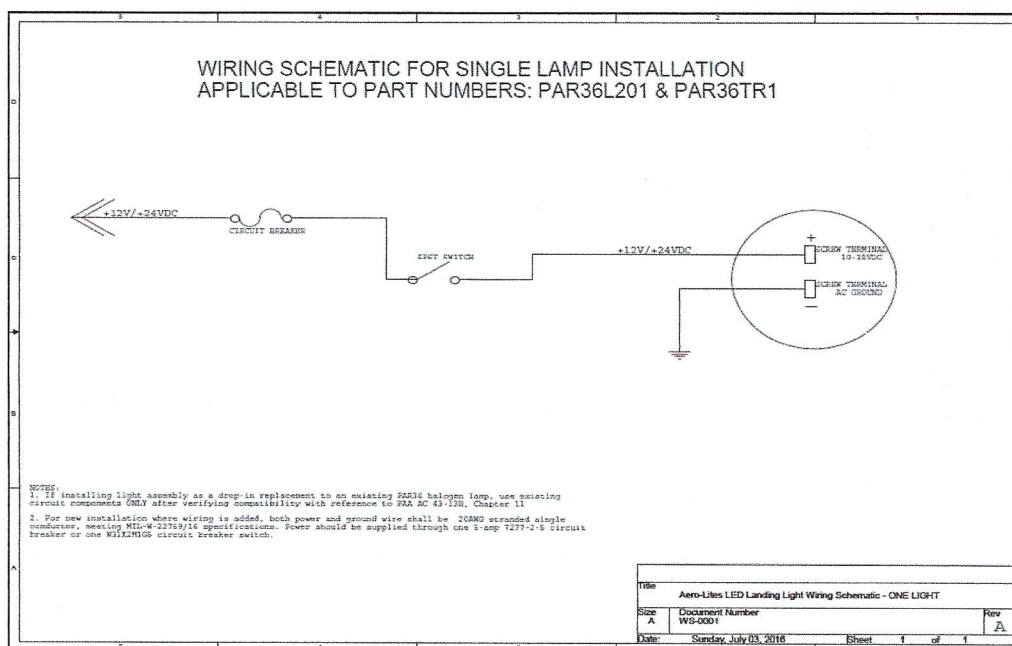 5 4 3 2 1
WIRING SCHEMATIC FOR SINGLE LAMP INSTALLATION
APPLICABLE TO PART NUMBERS: PAR36L201 & PAR36TR1
D
+12V/+24VDC
CIRCUIT BREAKER
SPST SWITCH
+12V/+24VDC
+
SCREW TERMINAL
SCREW TERMINAL
AC GROUND
C
B
NOTES:
1. If installing light assembly as a drop-in replacement to an existing PAR36 halogen lamp, use existing
circuit components ONLY after verifying compatibility with reference to FAA AC 43-13B, Chapter 11
2. For new installation where wiring is added, both power and ground wire shall be 20AWG stranded single
conductor, meeting MIL-W-22759/16 specifications. Power should be supplied through one 5-amp 7277-2-5 circuit
breaker or one circuit breaker switch.
A
Title
Aero-Lites LED Landing Light Wiring Schematic - ONE LIGHT
Size Document Number Rev
A WS-0001 A
Date: Sunday, July 03, 2016 Sheet 1 of 1